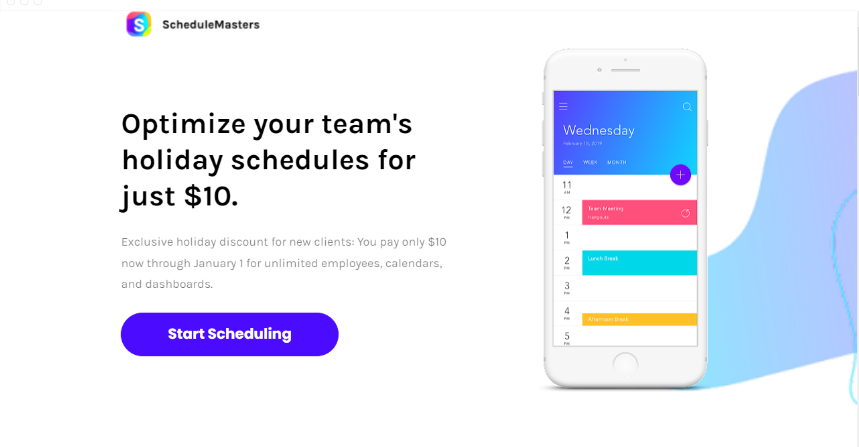 S ScheduleMasters
Optimize your team's
holiday schedules for
just $10.
Exclusive holiday discount for new clients: You pay only $10
now through January 1 for unlimited employees, calendars,
and dashboards.
Start Scheduling
Wednesday
February 13, 2019
DAY WEEK MONTH
11
AM
12
PM
Team Meeting
Hangouts
1
PM
2
PM
Lunch Break
3
PM
4
PM
Afternoon Break
5
PM